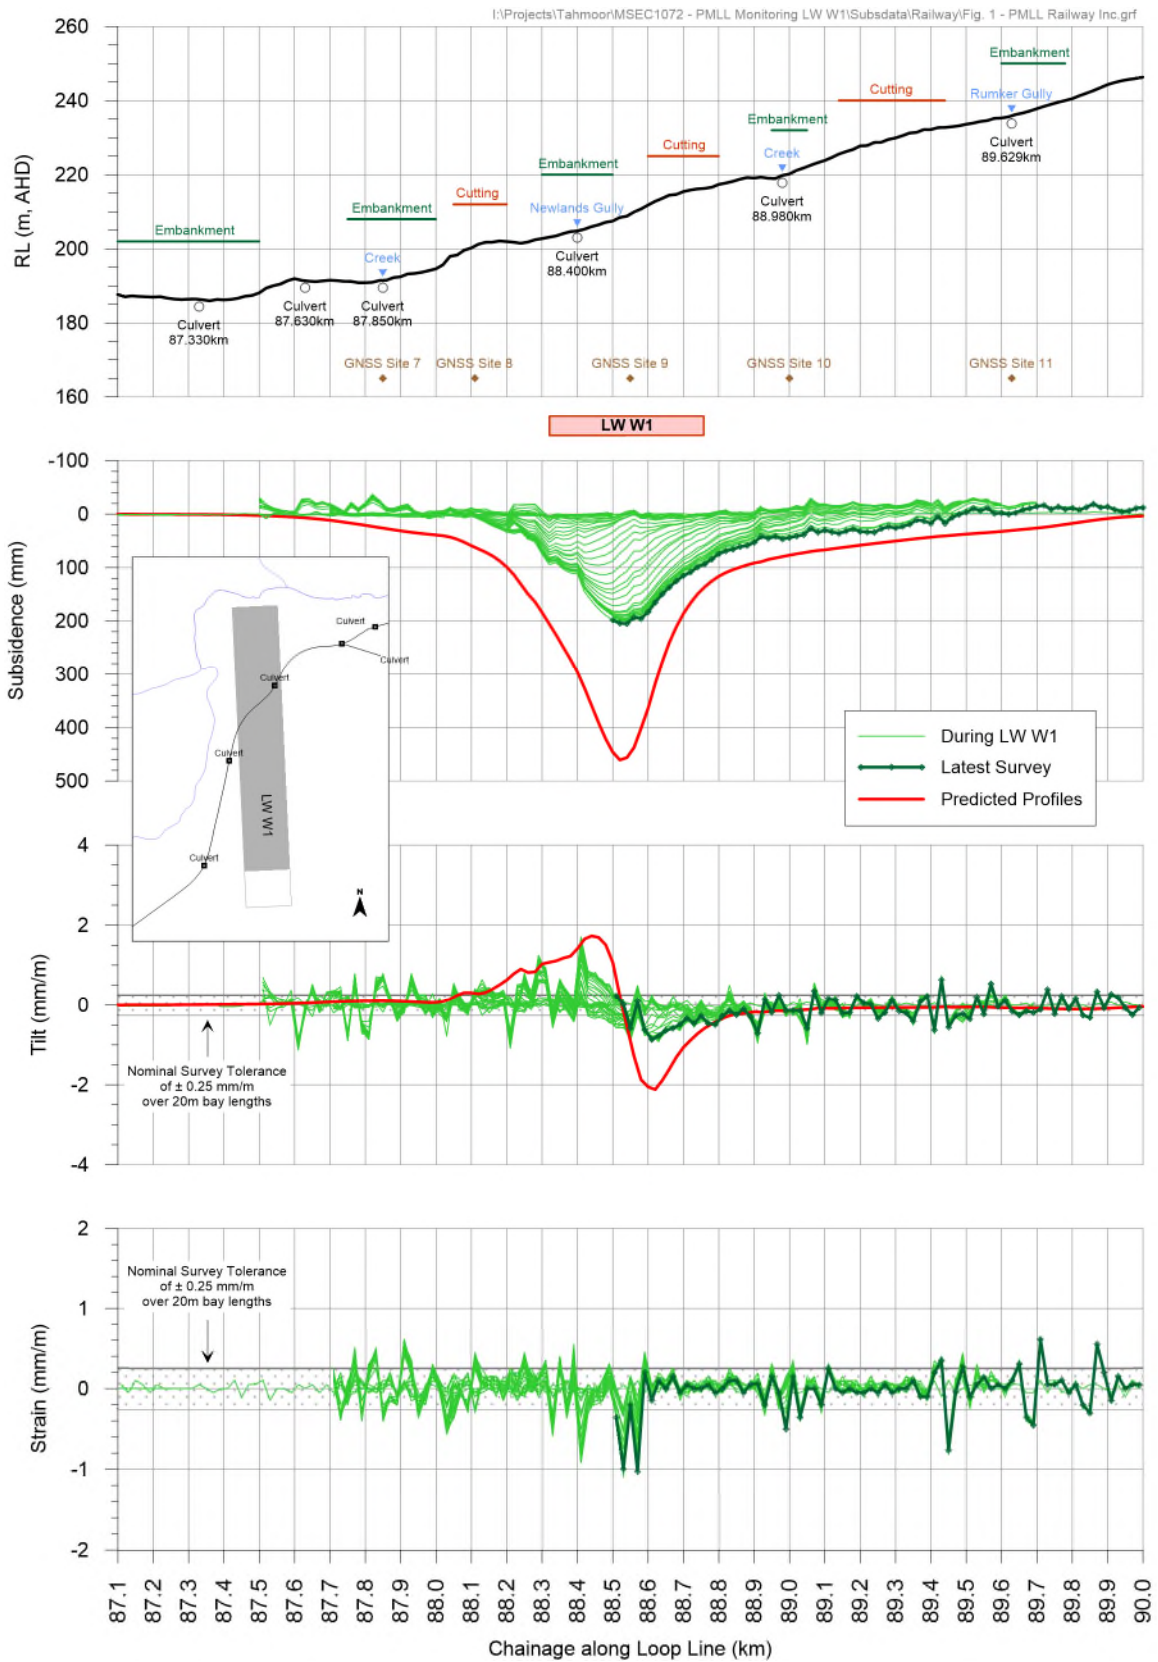 I:\Projects\Tahmoor\MSEC1072 - PMLL Monitoring LW W1\Subsdata\Railway\Fig. 1 - PMLL Railway Inc.grf
260
240
220
200
180
160
RL (m, AHD)
Embankment
Cutting
Rumker Gully
Culvert
89.629km
Embankment
Creek
Culvert
88.980km
Cutting
Embankment
Newlands Gully
Culvert
88.400km
Cutting
Embankment
Creek
Culvert
87.850km
Culvert
87.630km
Embankment
Culvert
87.330km
GNSS Site 7
GNSS Site 8
GNSS Site 9
GNSS Site 10
GNSS Site 11
LW W1
-100
0
100
200
300
400
500
Subsidence (mm)
Culvert
Culvert
Culvert
Culvert
Culvert
LW W1
N
During LW W1
Latest Survey
Predicted Profiles
4
2
0
-2
-4
Tilt (mm/m)
Nominal Survey Tolerance
of ± 0.25 mm/m
over 20m bay lengths
2
1
0
-1
-2
Strain (mm/m)
Nominal Survey Tolerance
of ± 0.25 mm/m
over 20m bay lengths
87.1
87.2
87.3
87.4
87.5
87.6
87.7
87.8
87.9
88.0
88.1
88.2
88.3
88.4
88.5
88.6
88.7
88.8
88.9
89.0
89.1
89.2
89.3
89.4
89.5
89.6
89.7
89.8
89.9
90.0
Chainage along Loop Line (km)